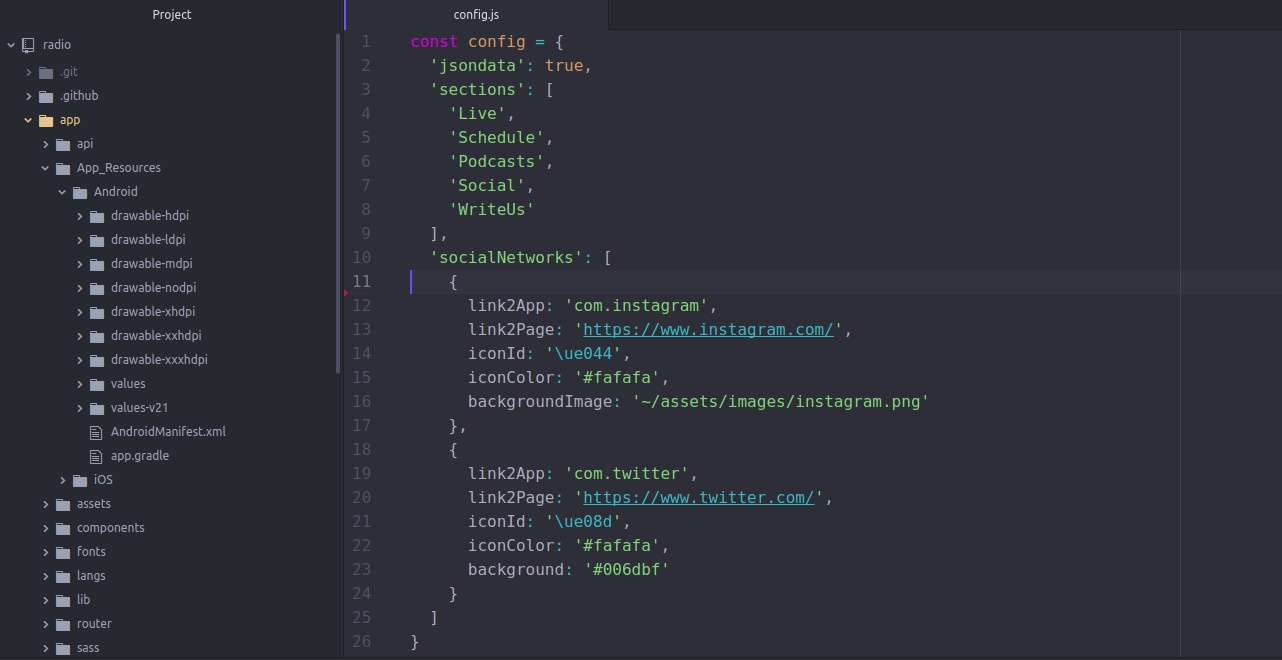 Project
radio
.git
.github
app
api
App_Resources
Android
drawable-hdpi
drawable-ldpi
drawable-mdpi
drawable-nodpi
drawable-xhdpi
drawable-xxhdpi
drawable-xxxhdpi
values
values-v21
AndroidManifest.xml
app.gradle
iOS
assets
components
fonts
langs
lib
router
sass
config.js
1 const config = {
2   'jsondata': true,
3   'sections': [
4     'Live',
5     'Schedule',
6     'Podcasts',
7     'Social',
8     'WriteUs'
9   ],
10   'socialNetworks': [
11     {
12       link2App: 'com.instagram',
13       link2Page: 'https://www.instagram.com/',
14       iconId: '\ue044',
15       iconColor: '#fafafa',
16       backgroundImage: '~/assets/images/instagram.png'
17     },
18     {
19       link2App: 'com.twitter',
20       link2Page: 'https://www.twitter.com/',
21       iconId: '\ue08d',
22       iconColor: '#fafafa',
23       background: '#006dbf'
24     }
25   ]
26 }